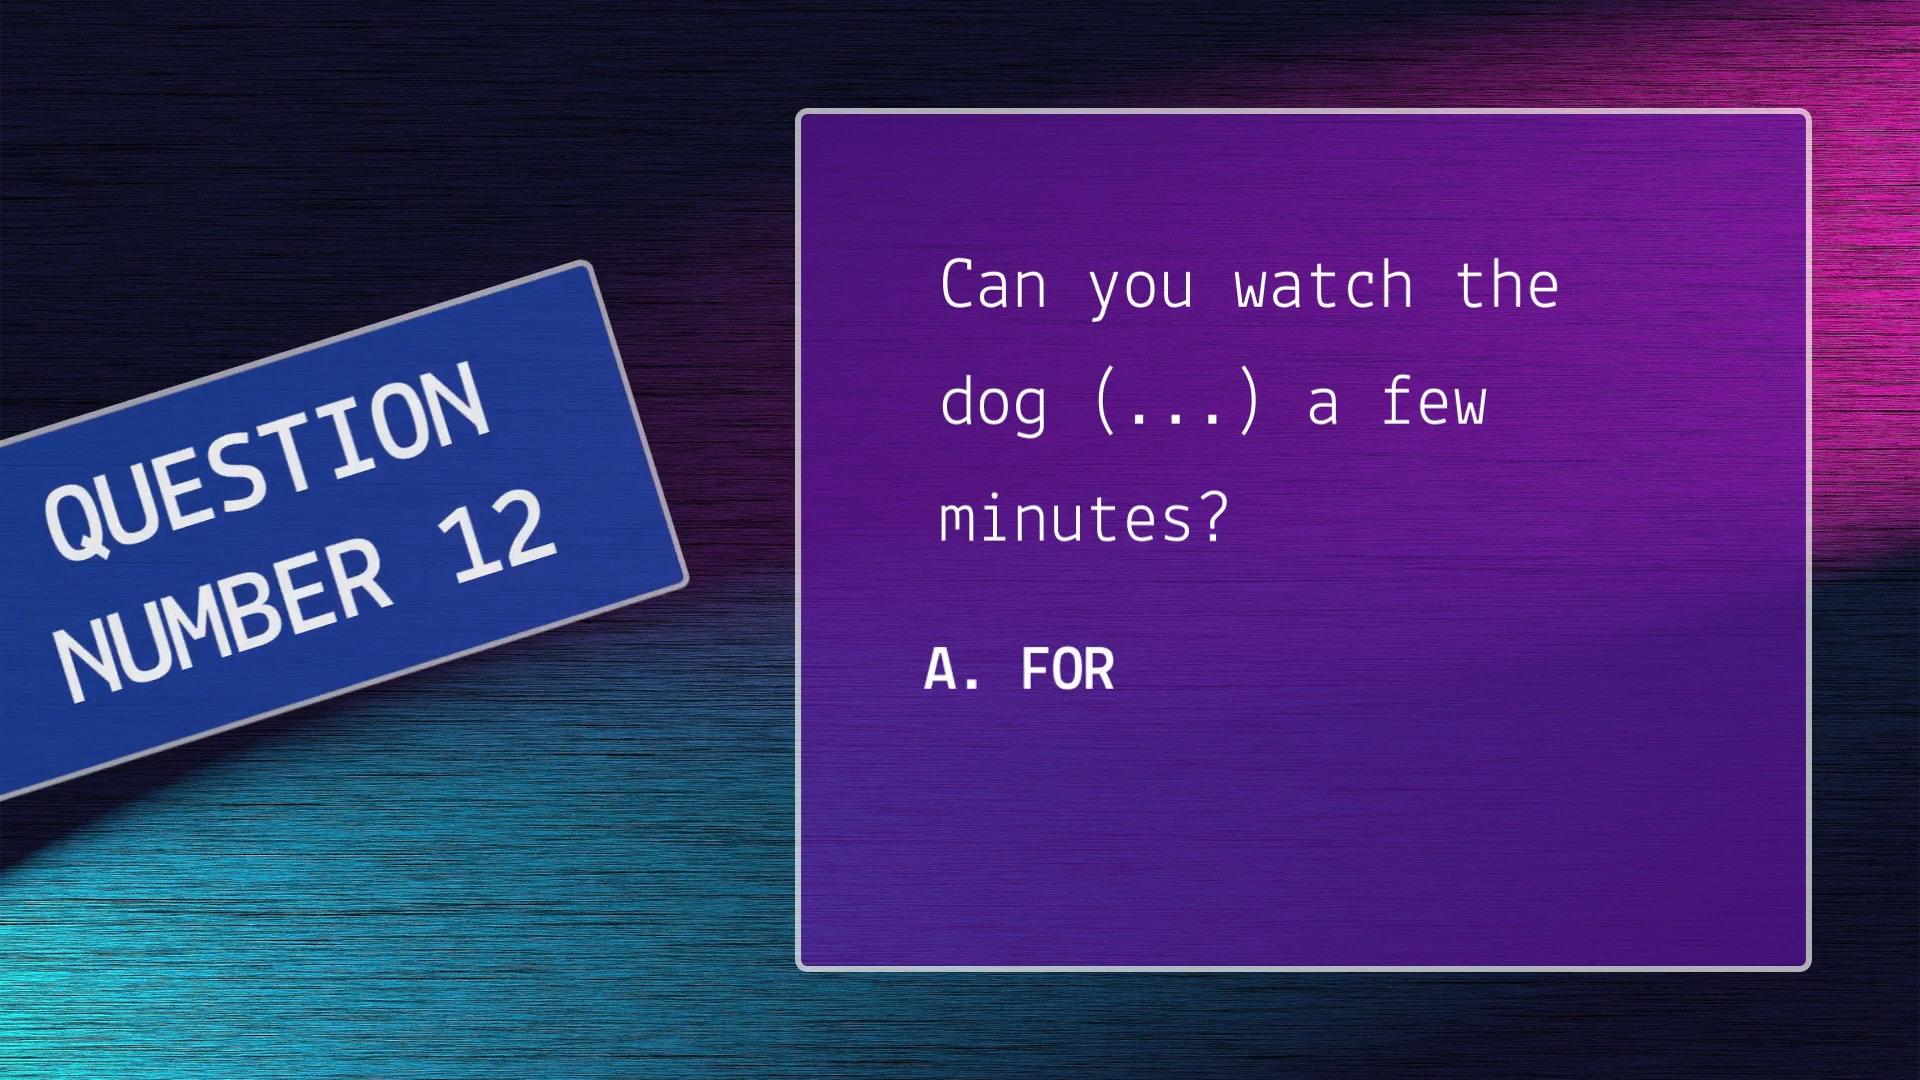 QUESTION
NUMBER 12
Can you watch the
dog (...) a few
minutes?
A. FOR